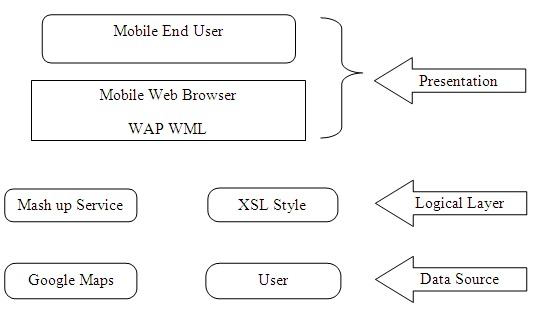 Mobile End User
Mobile Web Browser
WAP WML
Presentation
Mash up Service
XSL Style
Logical Layer
Google Maps
User
Data Source